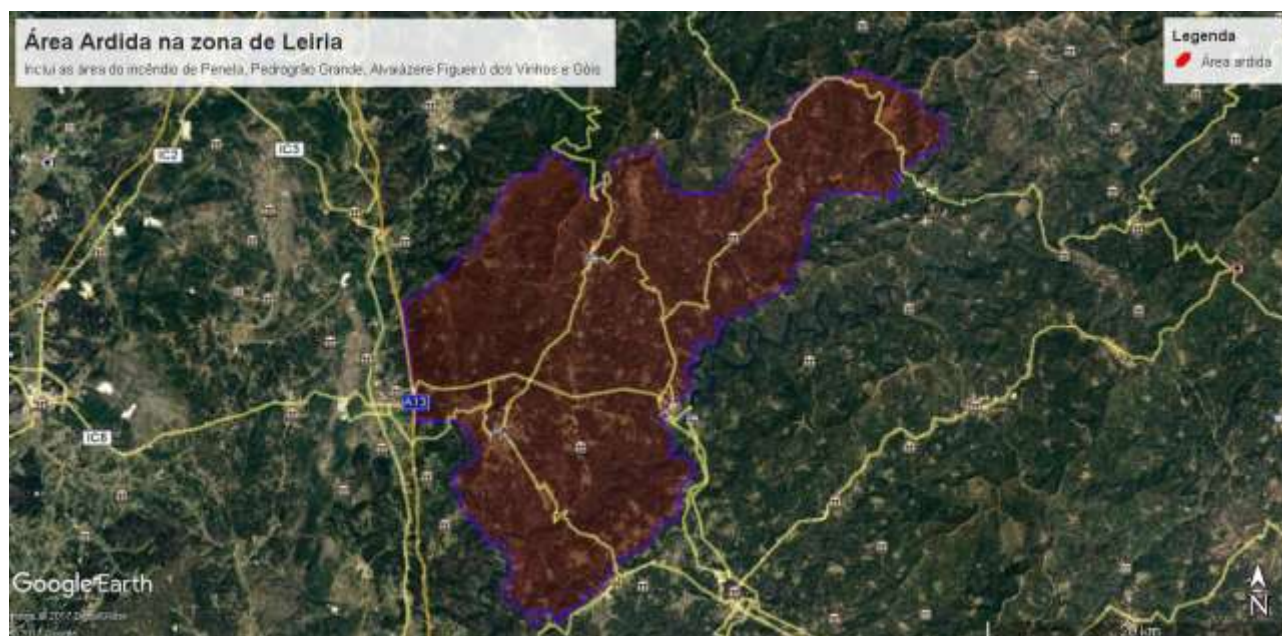 Área Ardida na zona de Leiria
Inclui as área do incêndio de Penela, Pedrogrão Grande, Alvaiázere Figueiró dos Vinhos e Góis
Legenda
Área ardida
IC2
IC3
A13
IC8
Google Earth
N